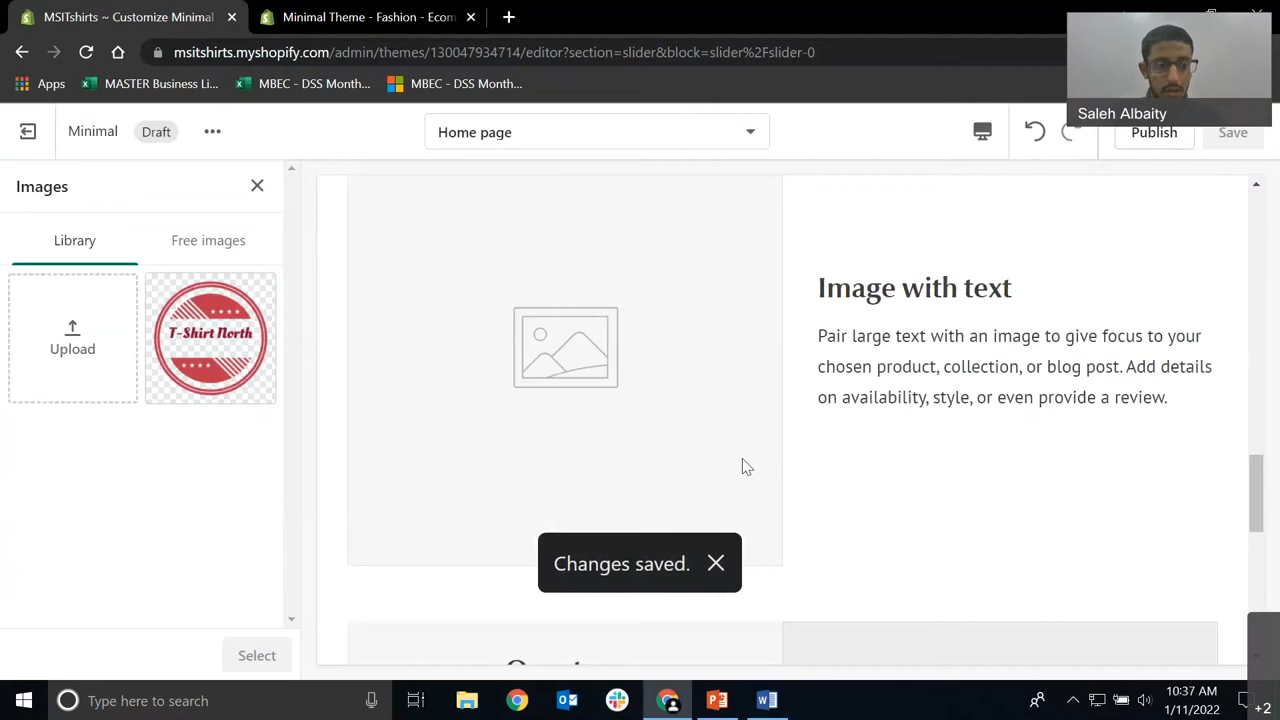 MSITshirts ~ Customize Minimal
Minimal Theme - Fashion - Ecom
msitshirts.myshopify.com/admin/themes/130047934714/editor?section=slider&block=slider%2Fslider-0
Apps
MASTER Business Li...
MBEC - DSS Month...
MBEC - DSS Month...
Saleh Albaity
Minimal
Draft
Home page
Publish
Save
Images
Library
Free images
Upload
T-Shirt North
Select
Image with text
Pair large text with an image to give focus to your
chosen product, collection, or blog post. Add details
on availability, style, or even provide a review.
Changes saved.
Type here to search
10:37 AM
1/11/2022
+2